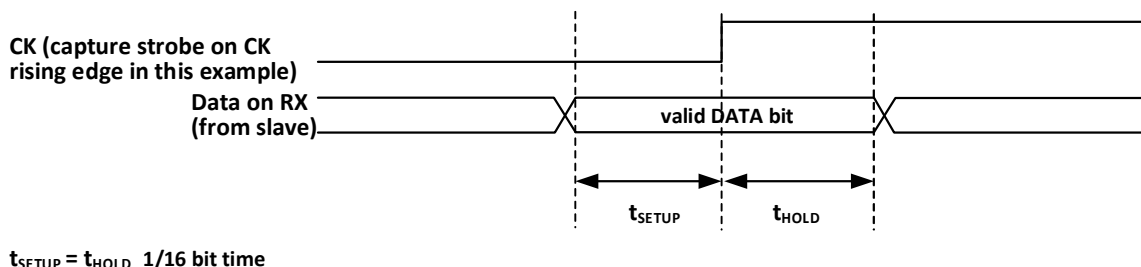 CK (capture strobe on CK
rising edge in this example)
Data on RX
(from slave)
valid DATA bit
tSETUP
tHOLD
tSETUP = tHOLD 1/16 bit time